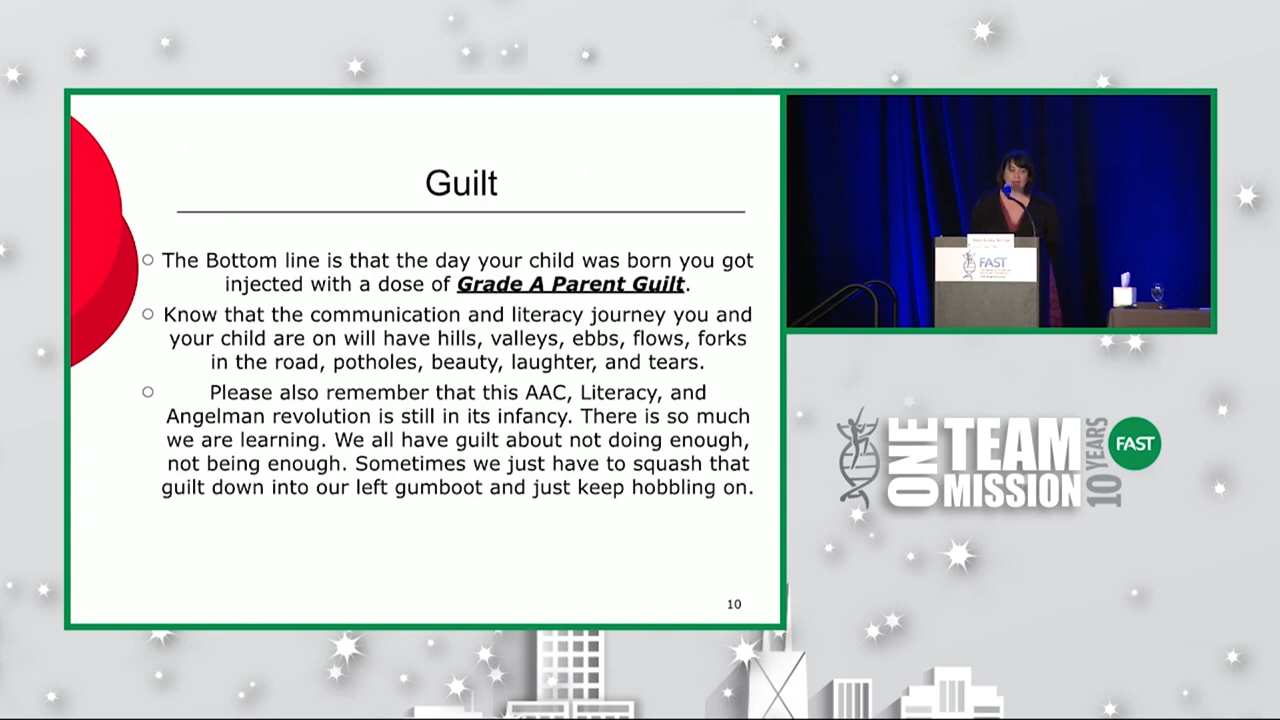 Guilt
The Bottom line is that the day your child was born you got
injected with a dose of Grade A Parent Guilt.
Know that the communication and literacy journey you and
your child are on will have hills, valleys, ebbs, flows, forks
in the road, potholes, beauty, laughter, and tears.
Please also remember that this AAC, Literacy, and
Angelman revolution is still in its infancy. There is so much
we are learning. We all have guilt about not doing enough,
not being enough. Sometimes we just have to squash that
guilt down into our left gumboot and just keep hobbling on.
10
FAST
ONE
TEAM
MISSION
10 YEARS
FAST